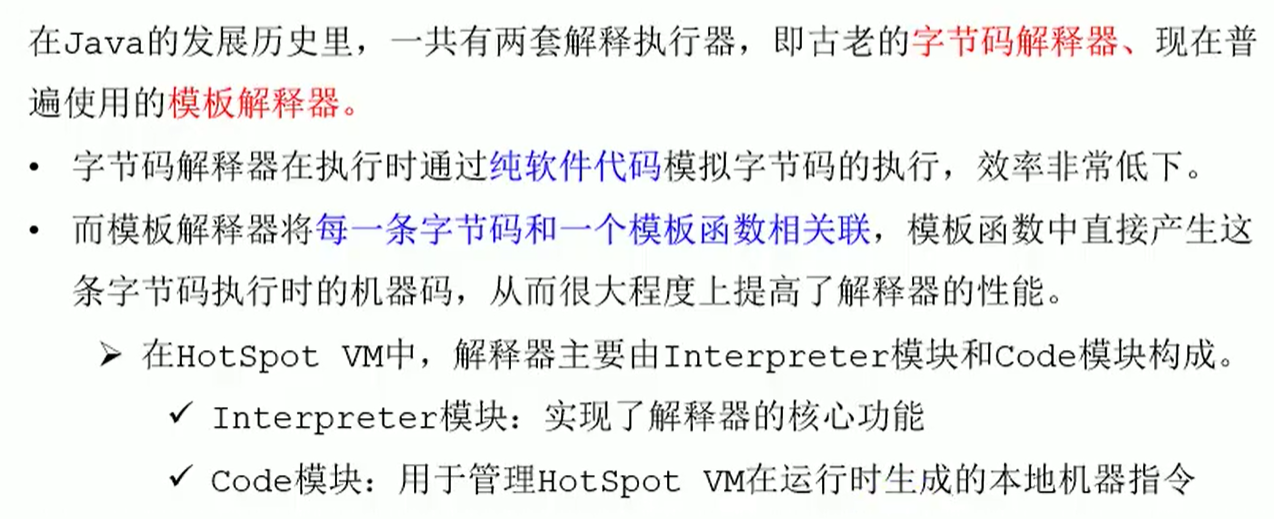 在Java的发展历史里，一共有两套解释执行器，即古老的字节码解释器、现在普
遍使用的模板解释器。
• 字节码解释器在执行时通过纯软件代码模拟字节码的执行，效率非常低下。
• 而模板解释器将每一条字节码和一个模板函数相关联，模板函数中直接产生这
条字节码执行时的机器码，从而很大程度上提高了解释器的性能。
➢ 在HotSpot VM中，解释器主要由Interpreter模块和Code模块构成。
✓ Interpreter模块：实现了解释器的核心功能
✓ Code模块：用于管理HotSpot VM在运行时生成的本地机器指令